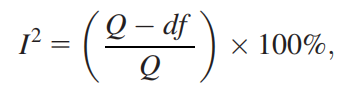 I² = ( (Q − df) / Q ) × 100%,